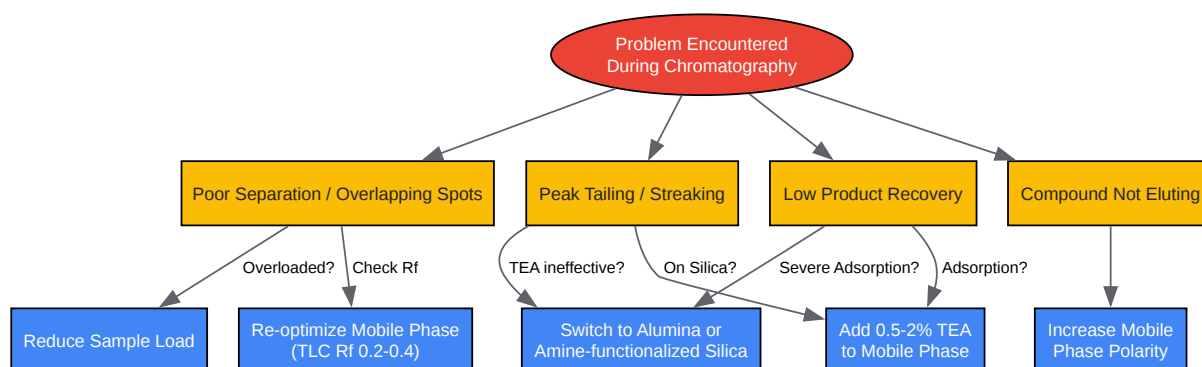 Problem Encountered
During Chromatography
Poor Separation / Overlapping Spots
Peak Tailing / Streaking
Low Product Recovery
Compound Not Eluting
Overloaded?
Check Rf
TEA ineffective?
On Silica?
Severe Adsorption?
Adsorption?
Reduce Sample Load
Re-optimize Mobile Phase
(TLC Rf 0.2-0.4)
Switch to Alumina or
Amine-functionalized Silica
Add 0.5-2% TEA
to Mobile Phase
Increase Mobile
Phase Polarity